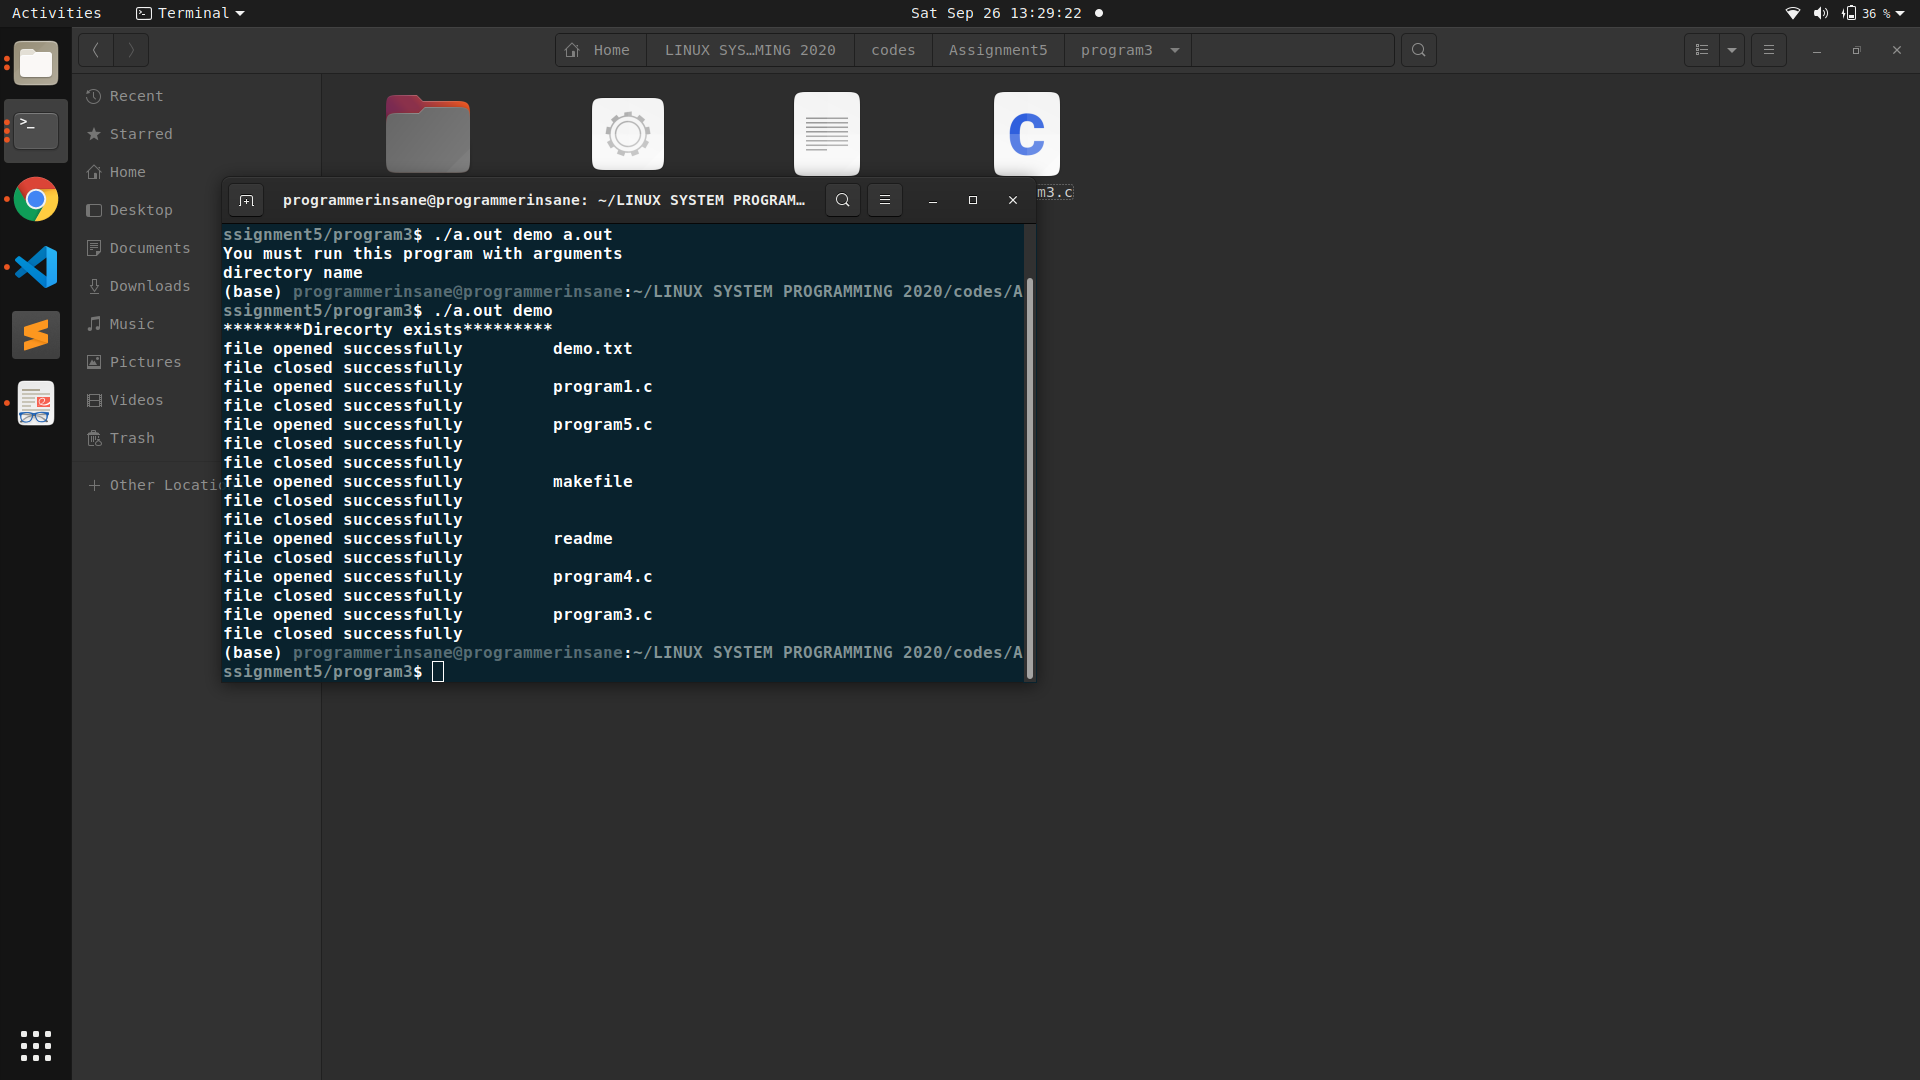 Activities
Terminal
Sat Sep 26 13:29:22
36 %
Home
LINUX SYS…MING 2020
codes
Assignment5
program3
Recent
Starred
Home
Desktop
Documents
Downloads
Music
Pictures
Videos
Trash
Other Locatio
C
m3.c
programmerinsane@programmerinsane: ~/LINUX SYSTEM PROGRAM…
ssignment5/program3$ ./a.out demo a.out
You must run this program with arguments
directory name
(base) programmerinsane@programmerinsane:~/LINUX SYSTEM PROGRAMMING 2020/codes/A
ssignment5/program3$ ./a.out demo
********Direcorty exists*********
file opened successfully         demo.txt
file closed successfully
file opened successfully         program1.c
file closed successfully
file opened successfully         program5.c
file closed successfully
file closed successfully
file opened successfully         makefile
file closed successfully
file closed successfully
file opened successfully         readme
file closed successfully
file opened successfully         program4.c
file closed successfully
file opened successfully         program3.c
file closed successfully
(base) programmerinsane@programmerinsane:~/LINUX SYSTEM PROGRAMMING 2020/codes/A
ssignment5/program3$